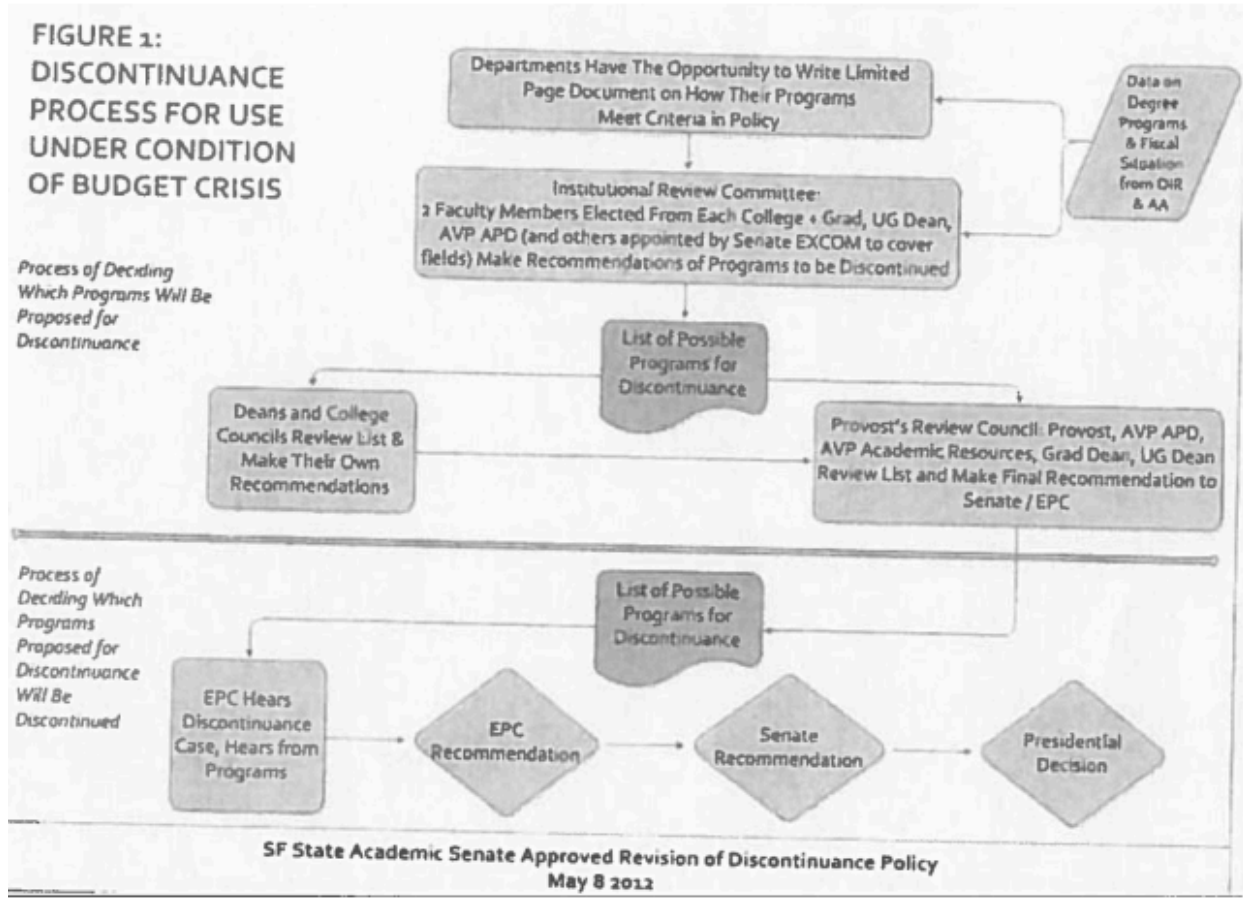 FIGURE 1:
DISCONTINUANCE
PROCESS FOR USE
UNDER CONDITION
OF BUDGET CRISIS
Departments Have The Opportunity to Write Limited
Page Document on How Their Programs
Meet Criteria in Policy
Data on
Degree
Programs
& Fiscal
Situation
from OIR
& AA
Institutional Review Committee:
2 Faculty Members Elected From Each College + Grad, UG Dean,
AVP APD (and others appointed by Senate EXCOM to cover
fields) Make Recommendations of Programs to be Discontinued
Process of Deciding
Which Programs Will Be
Proposed for
Discontinuance
List of Possible
Programs for
Discontinuance
Deans and College
Councils Review List &
Make Their Own
Recommendations
Provost's Review Council: Provost, AVP APD,
AVP Academic Resources, Grad Dean, UG Dean
Review List and Make Final Recommendation to
Senate / EPC
Process of
Deciding Which
Programs
Proposed for
Discontinuance
Will Be
Discontinued
List of Possible
Programs for
Discontinuance
EPC Hears
Discontinuance
Case, Hears from
Programs
EPC
Recommendation
Senate
Recommendation
Presidential
Decision
SF State Academic Senate Approved Revision of Discontinuance Policy
May 8 2012